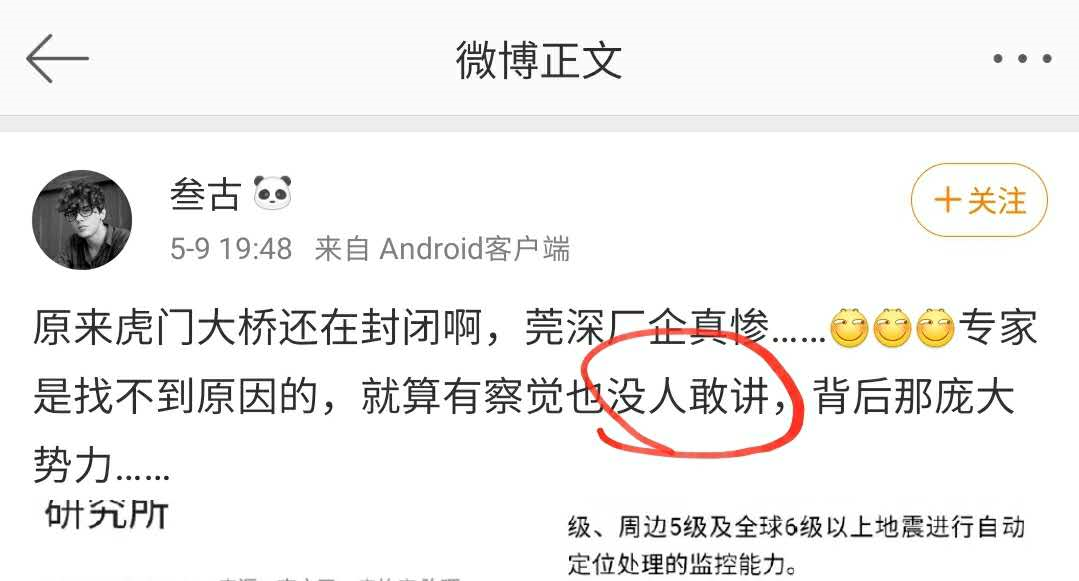 微博正文
叁古
5-9 19:48 来自 Android客户端
+关注
原来虎门大桥还在封闭啊，莞深厂企真惨……专家
是找不到原因的，就算有察觉也没人敢讲，背后那庞大
势力……
研究所
级、周边5级及全球6级以上地震进行自动
定位处理的监控能力。